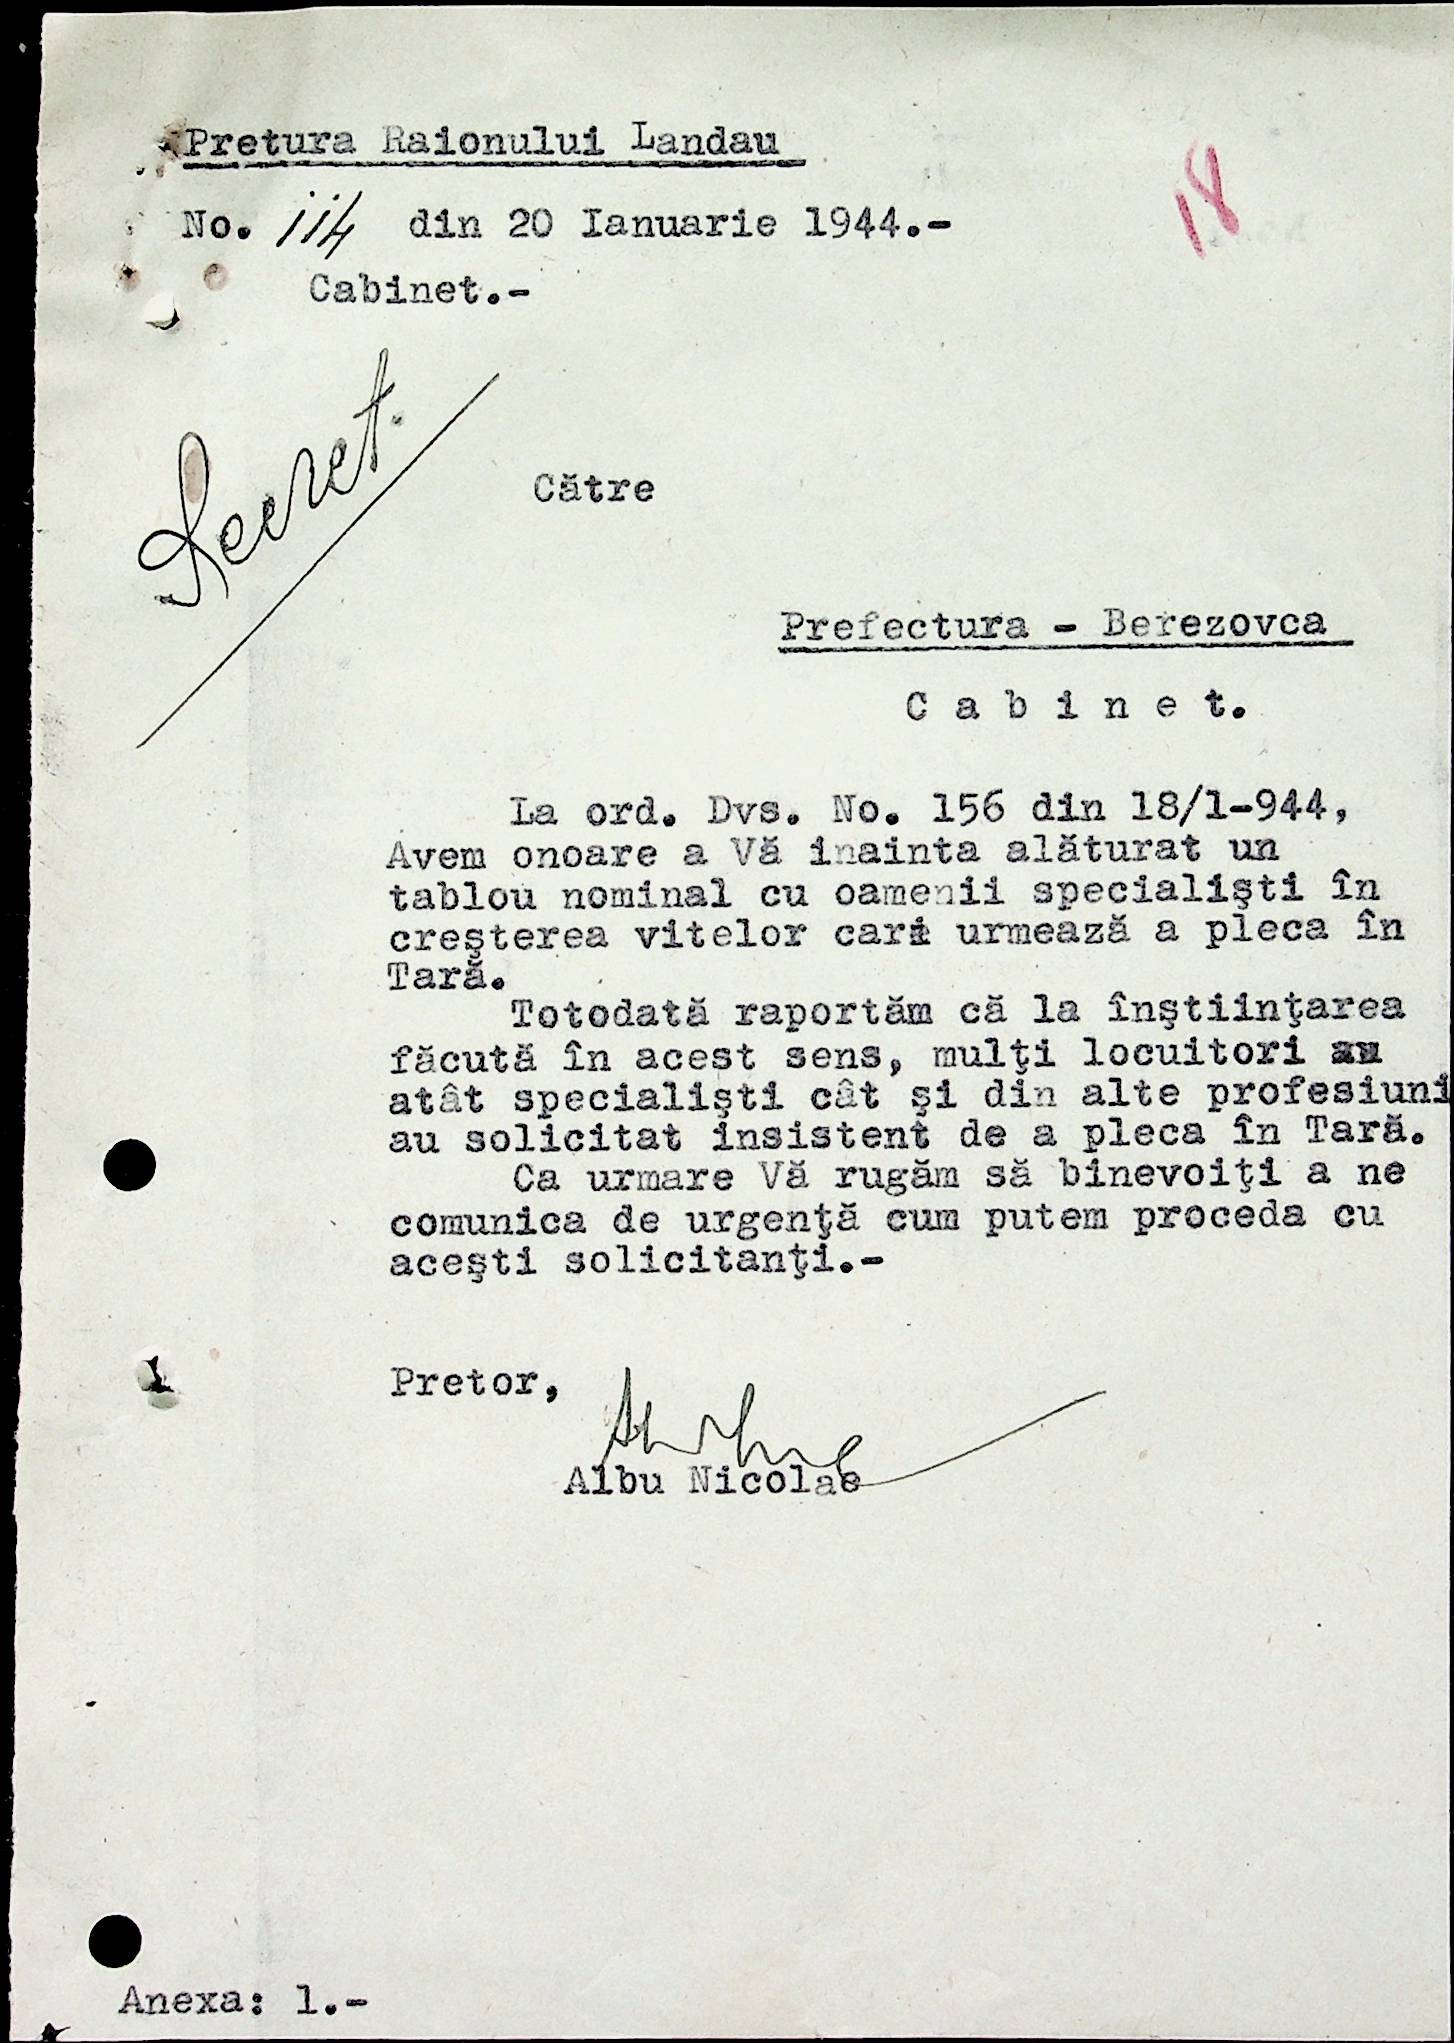 Pretura Raionului Landau
18
No. 114 din 20 Ianuarie 1944.-
Cabinet.-
Secret.
Către
Prefectura - Berezovca
C a b i n e t.
La ord. Dvs. No. 156 din 18/1-944,
Avem onoare a Vă inainta alăturat un
tablou nominal cu oamenii specialişti în
creşterea vitelor cari urmează a pleca în
Tară.
Totodată raportăm că la înştiinţarea
făcută în acest sens, mulţi locuitori
atât specialişti cât şi din alte profesiuni
au solicitat insistent de a pleca în Tară.
Ca urmare Vă rugăm să binevoiţi a ne
comunica de urgenţă cum putem proceda cu
aceşti solicitanţi.-
Pretor,
Albu Nicolae
Anexa: 1.-